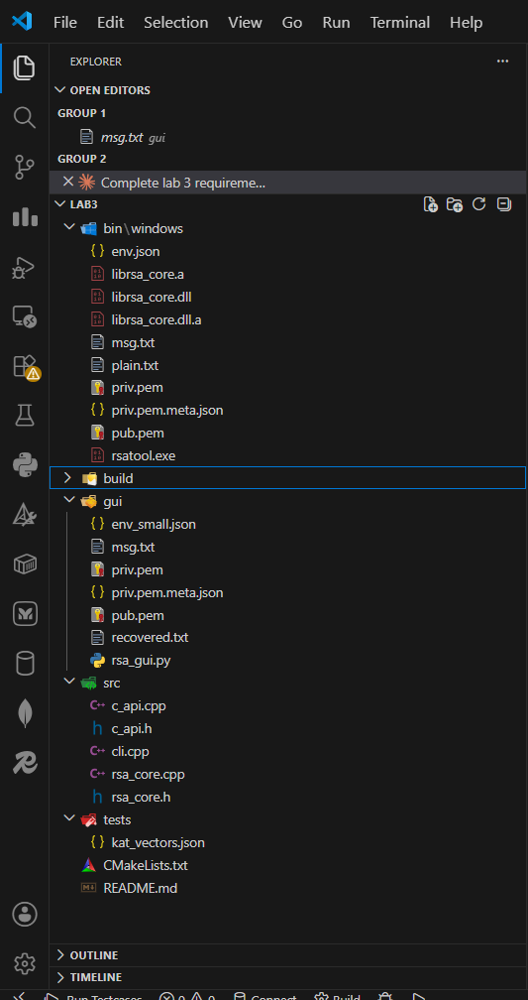 File Edit Selection View Go Run Terminal Help
EXPLORER
OPEN EDITORS
GROUP 1
msg.txt gui
GROUP 2
Complete lab 3 requireme...
LAB3
bin\windows
env.json
librsa_core.a
librsa_core.dll
librsa_core.dll.a
msg.txt
plain.txt
priv.pem
priv.pem.meta.json
pub.pem
rsatool.exe
build
gui
env_small.json
msg.txt
priv.pem
priv.pem.meta.json
pub.pem
recovered.txt
rsa_gui.py
src
c_api.cpp
c_api.h
cli.cpp
rsa_core.cpp
rsa_core.h
tests
kat_vectors.json
CMakeLists.txt
README.md
OUTLINE
TIMELINE
Run Testcases 0 0 Connect Build